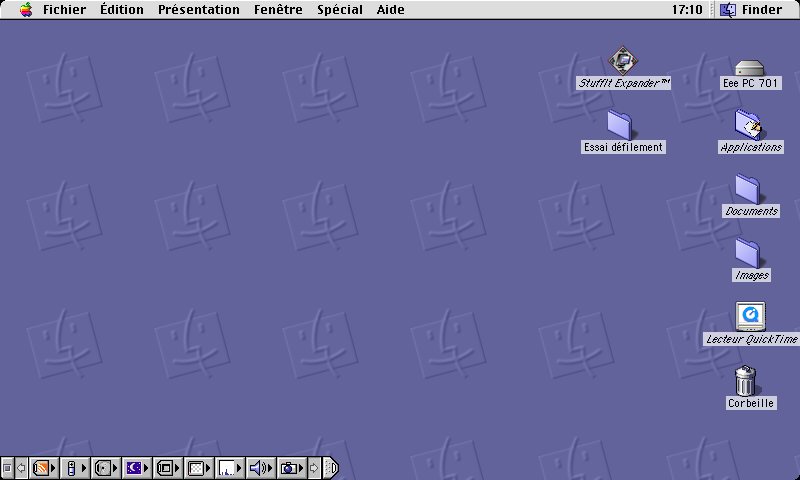 Fichier Édition Présentation Fenêtre Spécial Aide 17:10 Finder
StuffIt Expander™
Eee PC 701
Essai défilement
Applications
Documents
Images
Lecteur QuickTime
Corbeille